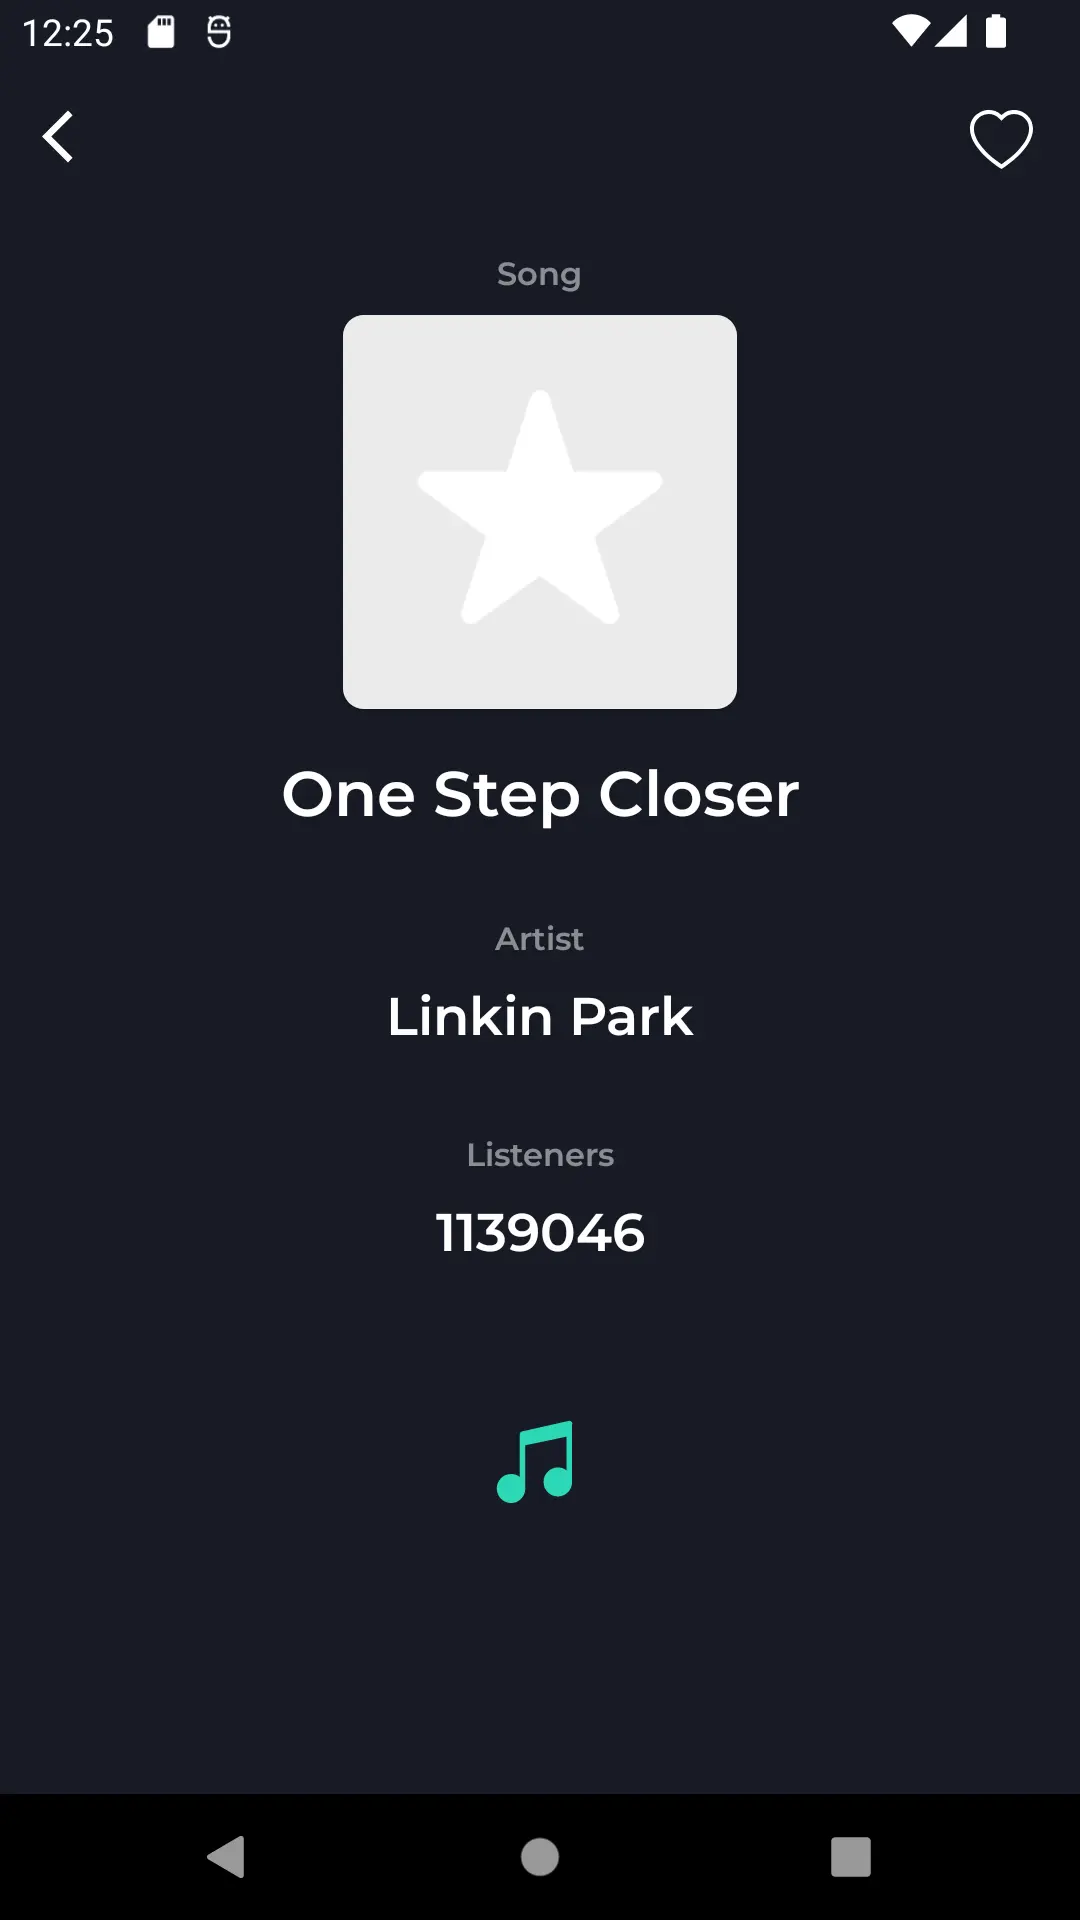 12:25
Song
One Step Closer
Artist
Linkin Park
Listeners
1139046